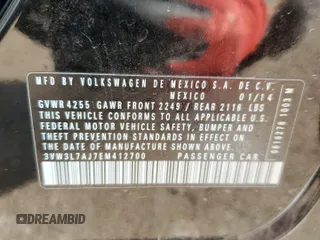 MFD BY VOLKSWAGEN DE MEXICO S.A. DE C.V.
MEXICO 01/14
GVWR 4255 GAWR FRONT 2249 / REAR 2116 LBS
THIS VEHICLE CONFORMS TO ALL APPLICABLE U.S.
FEDERAL MOTOR VEHICLE SAFETY, BUMPER AND
THEFT PREVENTION STANDARDS IN EFFECT ON
THE DATE OF MANUFACTURE SHOWN ABOVE.
3VW3L7AJ7EM412700 PASSENGER CAR
DREAMBID